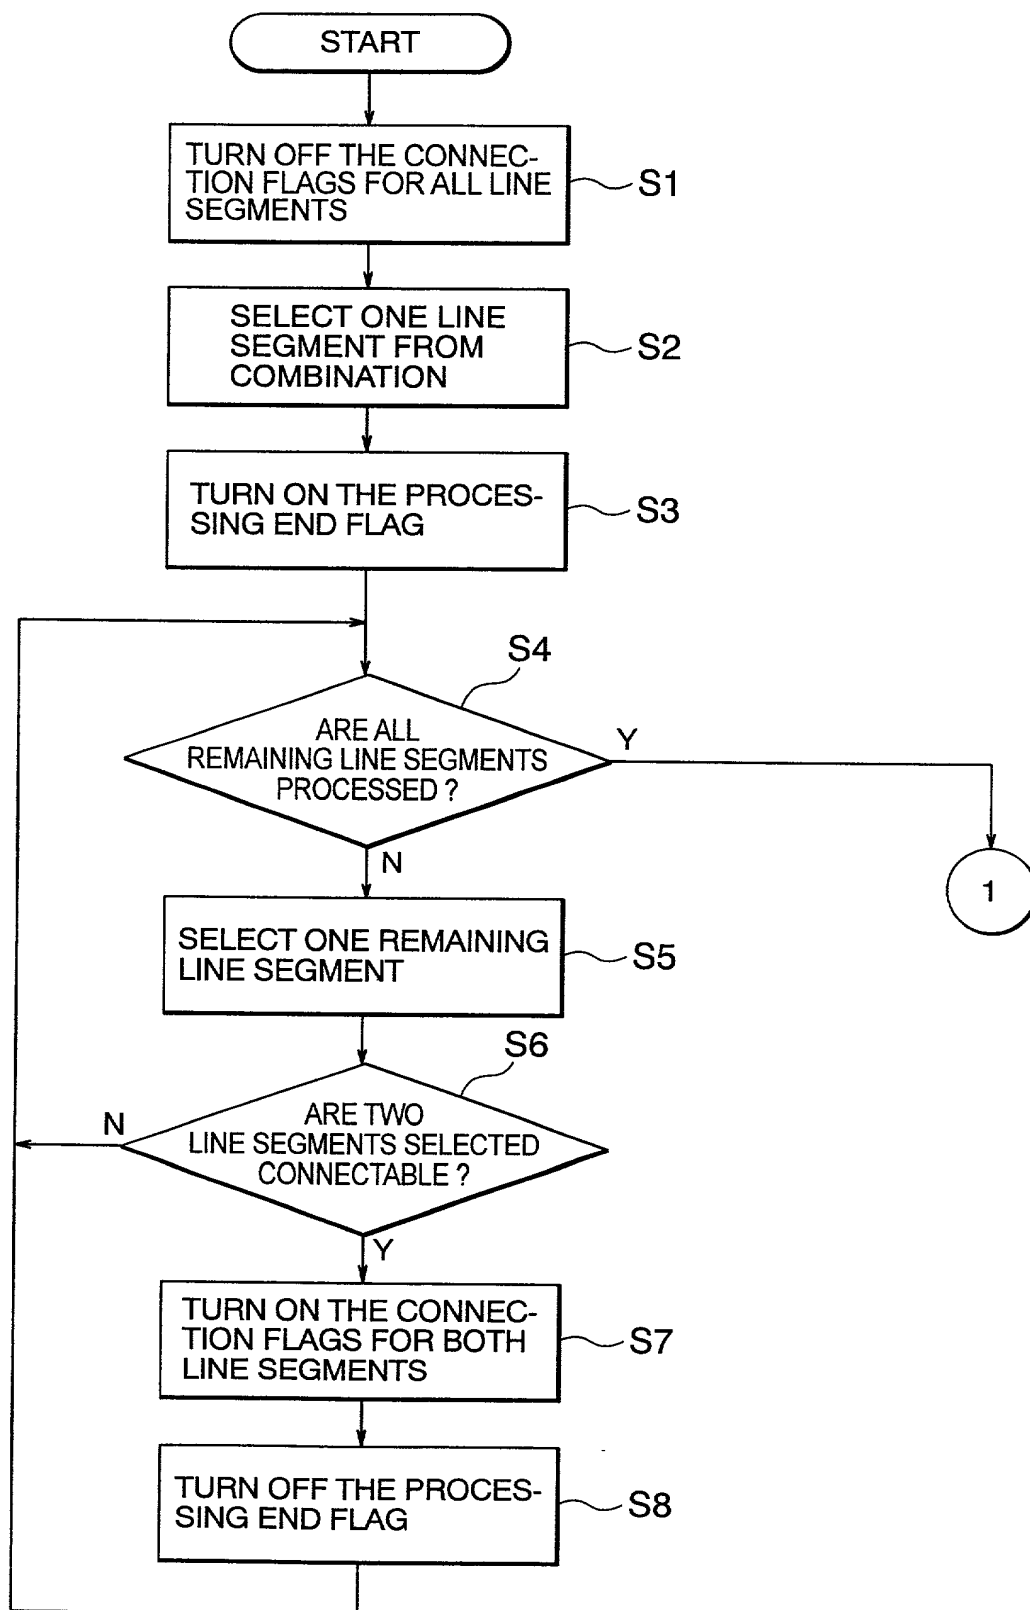 START
TURN OFF THE CONNEC-
TION FLAGS FOR ALL LINE
SEGMENTS
S1
SELECT ONE LINE
SEGMENT FROM
COMBINATION
S2
TURN ON THE PROCES-
SING END FLAG
S3
S4
ARE ALL
REMAINING LINE SEGMENTS
PROCESSED ?
Y
N
1
SELECT ONE REMAINING
LINE SEGMENT
S5
S6
ARE TWO
LINE SEGMENTS SELECTED
CONNECTABLE ?
N
Y
TURN ON THE CONNEC-
TION FLAGS FOR BOTH
LINE SEGMENTS
S7
TURN OFF THE PROCES-
SING END FLAG
S8